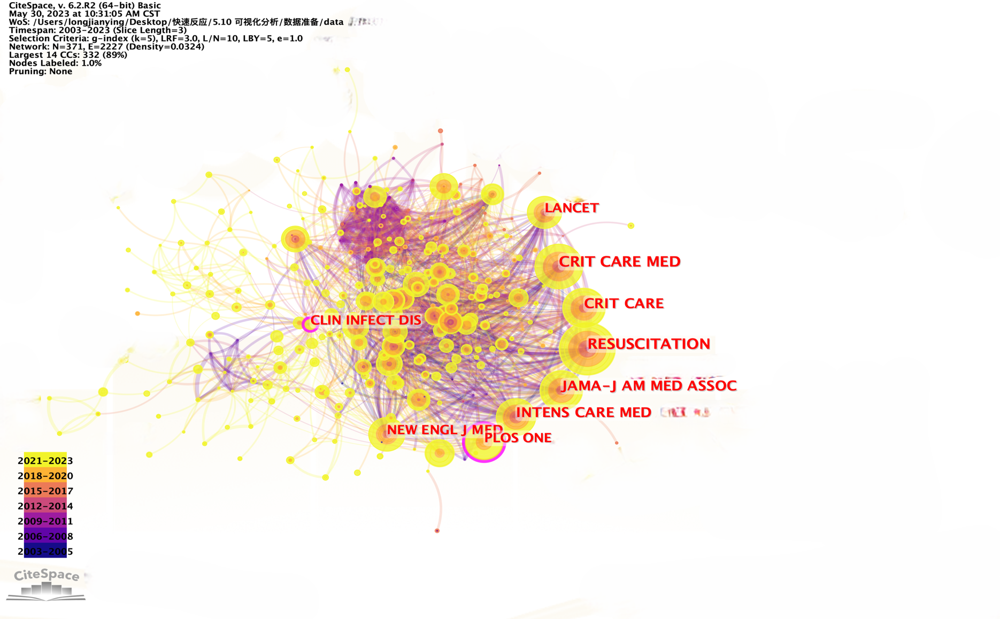 CiteSpace, v. 6.2.R2 (64-bit) Basic
May 30, 2023 at 10:31:05 AM CST
WoS: /Users/longjianying/Desktop/快速反应/5.10 可视化分析/数据准备/data
Timespan: 2003-2023 (Slice Length=3)
Selection Criteria: g-index (k=5), LRF=3.0, L/N=10, LBY=5, e=1.0
Network: N=371, E=2227 (Density=0.0324)
Largest 14 CCs: 332 (89%)
Nodes Labeled: 1.0%
Pruning: None
LANCET
CRIT CARE MED
CRIT CARE
CLIN INFECT DIS
RESUSCITATION
JAMA-J AM MED ASSOC
INTENS CARE MED
NEW ENGL J MED
PLOS ONE
2021-2023
2018-2020
2015-2017
2012-2014
2009-2011
2006-2008
2003-2005
CiteSpace